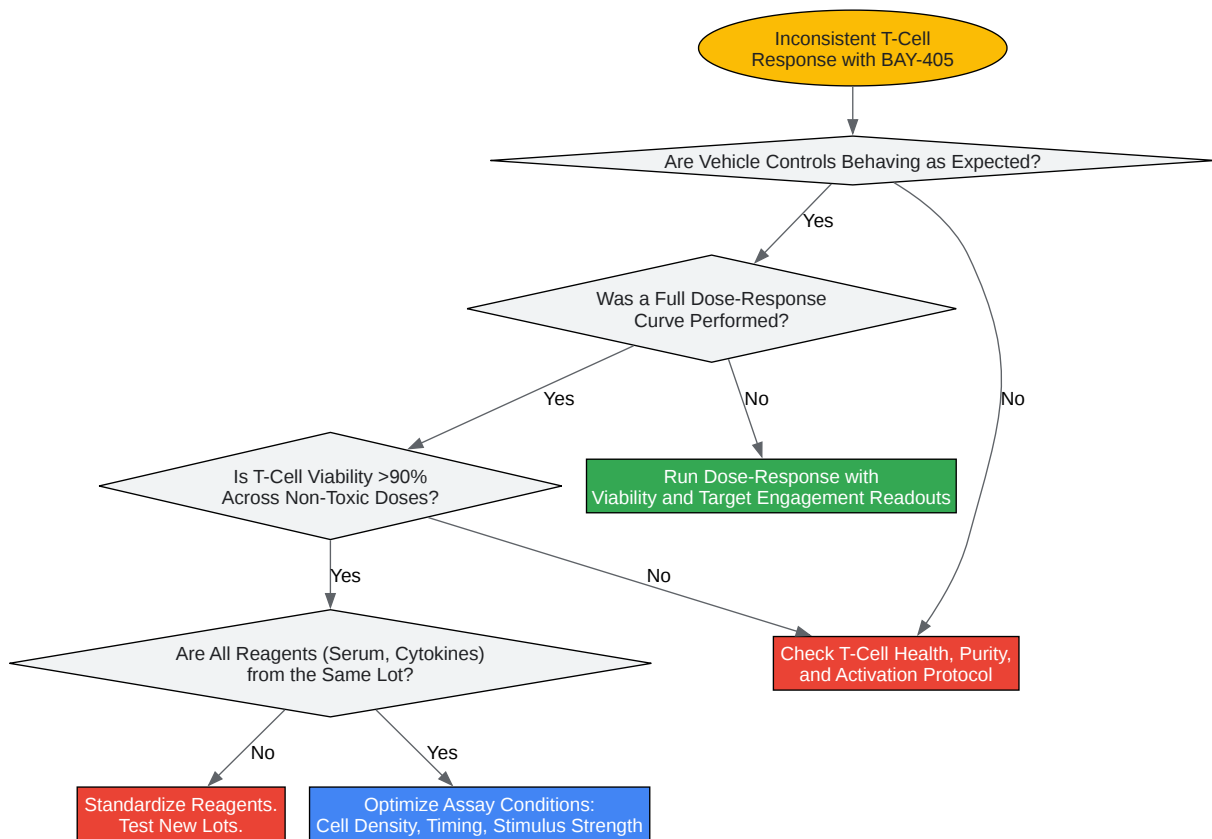 Inconsistent T-Cell
Response with BAY-405
Are Vehicle Controls Behaving as Expected?
Yes
No
Was a Full Dose-Response
Curve Performed?
Yes
No
Is T-Cell Viability >90%
Across Non-Toxic Doses?
Run Dose-Response with
Viability and Target Engagement Readouts
Yes
No
Are All Reagents (Serum, Cytokines)
from the Same Lot?
Check T-Cell Health, Purity,
and Activation Protocol
No
Yes
Standardize Reagents.
Test New Lots.
Optimize Assay Conditions:
Cell Density, Timing, Stimulus Strength